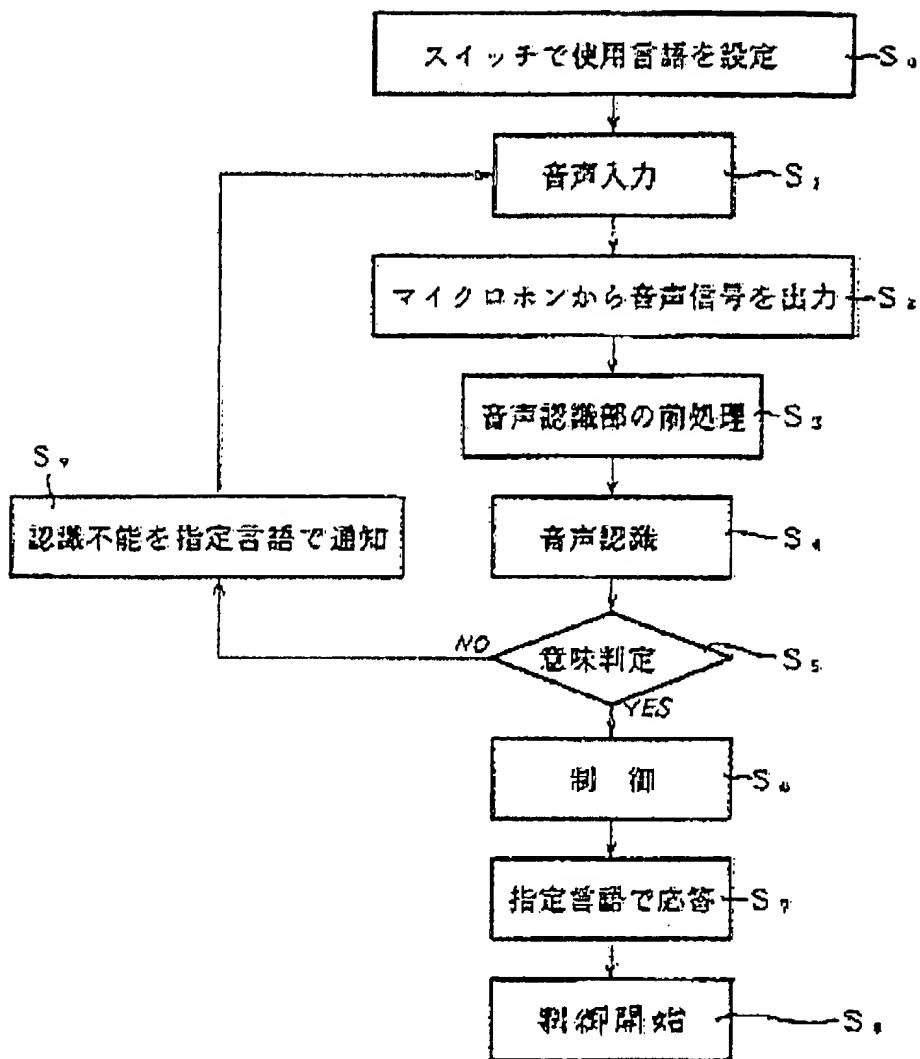 スイッチで使用言語を設定 S₀
音声入力 S₁
マイクロホンから音声信号を出力 S₂
音声認識部の前処理 S₃
S₉
認識不能を指定言語で通知
音声認識 S₄
NO
意味判定 S₅
YES
制 御 S₆
指定言語で応答 S₇
制御開始 S₈